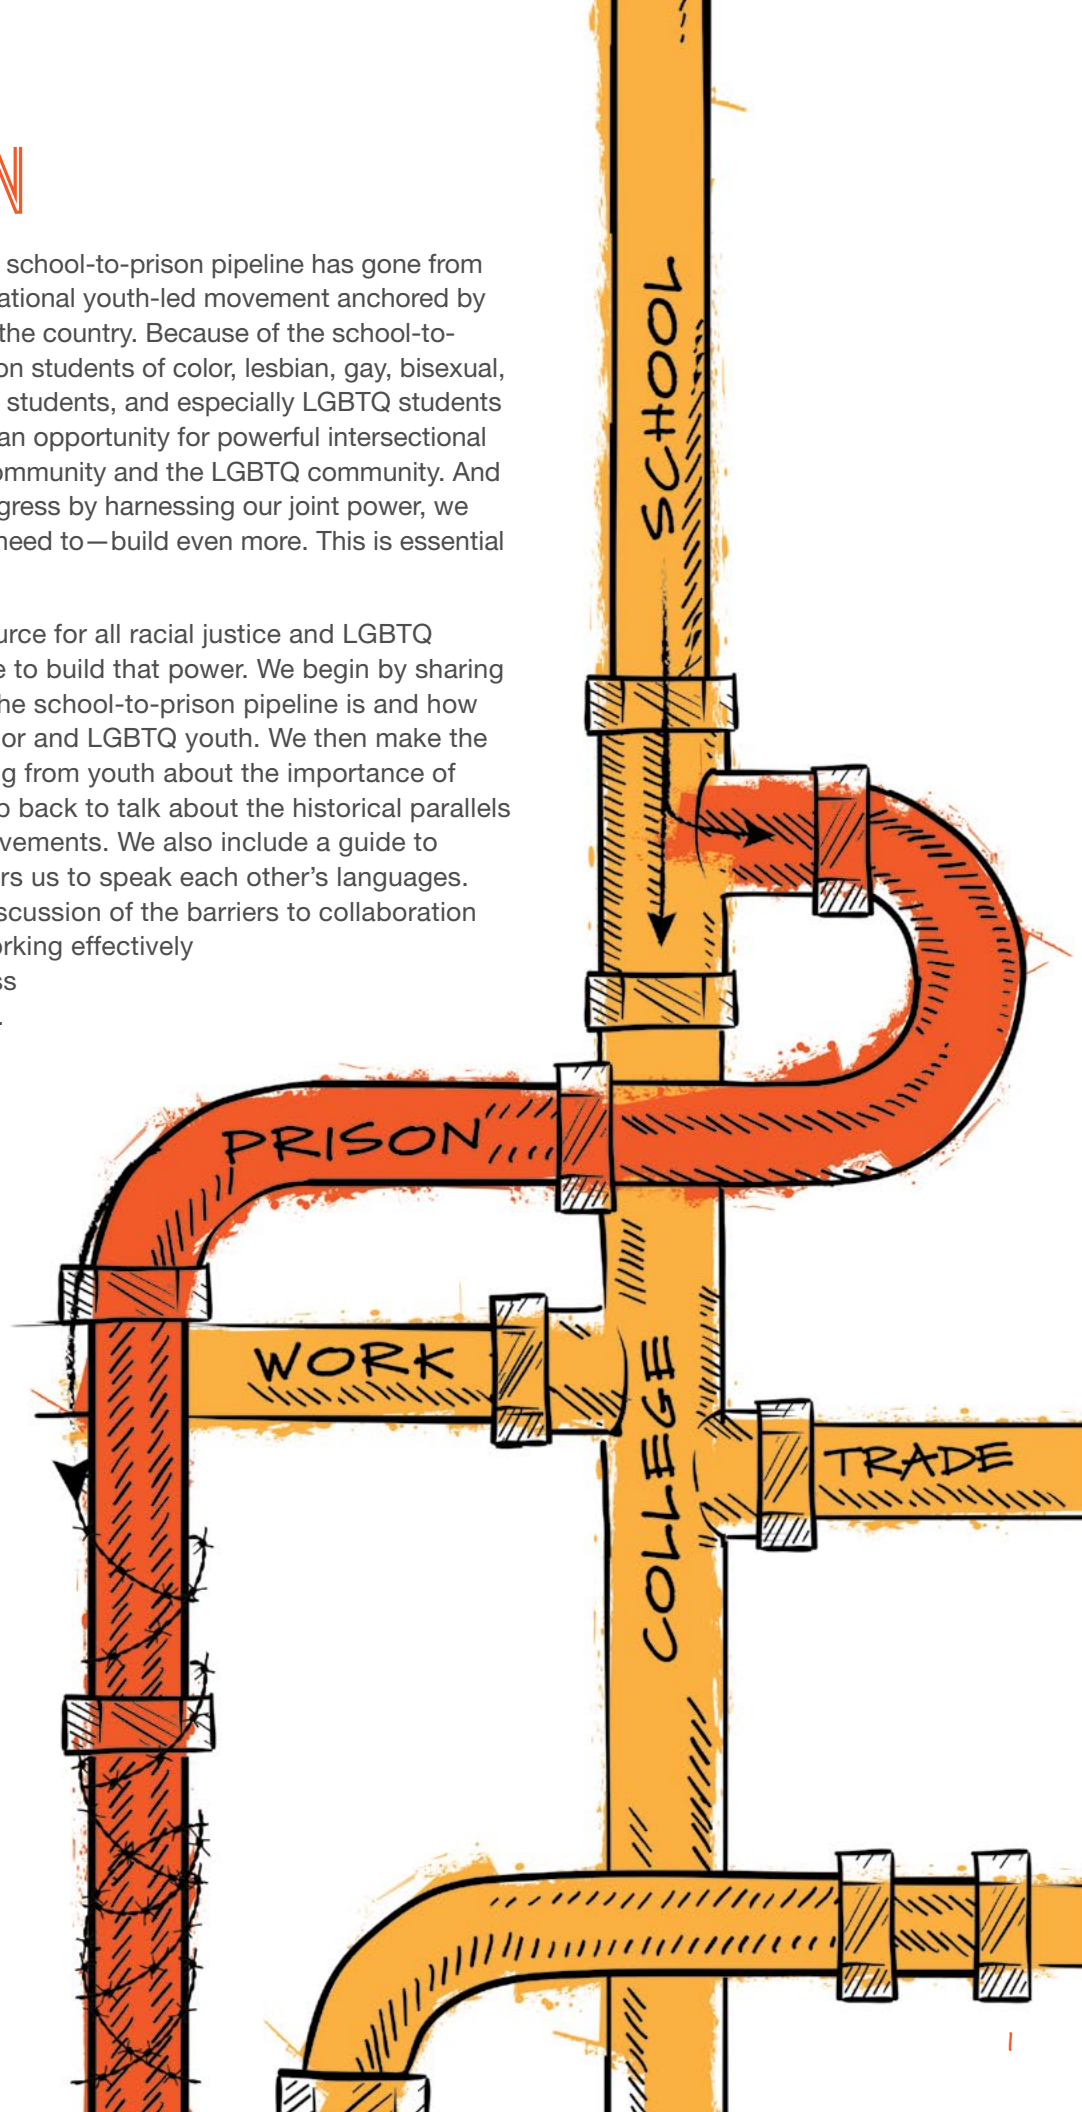 N
school-to-prison pipeline has gone from
ational youth-led movement anchored by
the country. Because of the school-to-
on students of color, lesbian, gay, bisexual,
students, and especially LGBTQ students
an opportunity for powerful intersectional
ommunity and the LGBTQ community. And
gress by harnessing our joint power, we
need to—build even more. This is essential
urce for all racial justice and LGBTQ
e to build that power. We begin by sharing
he school-to-prison pipeline is and how
or and LGBTQ youth. We then make the
g from youth about the importance of
p back to talk about the historical parallels
vements. We also include a guide to
rs us to speak each other’s languages.
scussion of the barriers to collaboration
orking effectively
ss
.
SCHOOL
PRISON
WORK
COLLEGE
TRADE
1